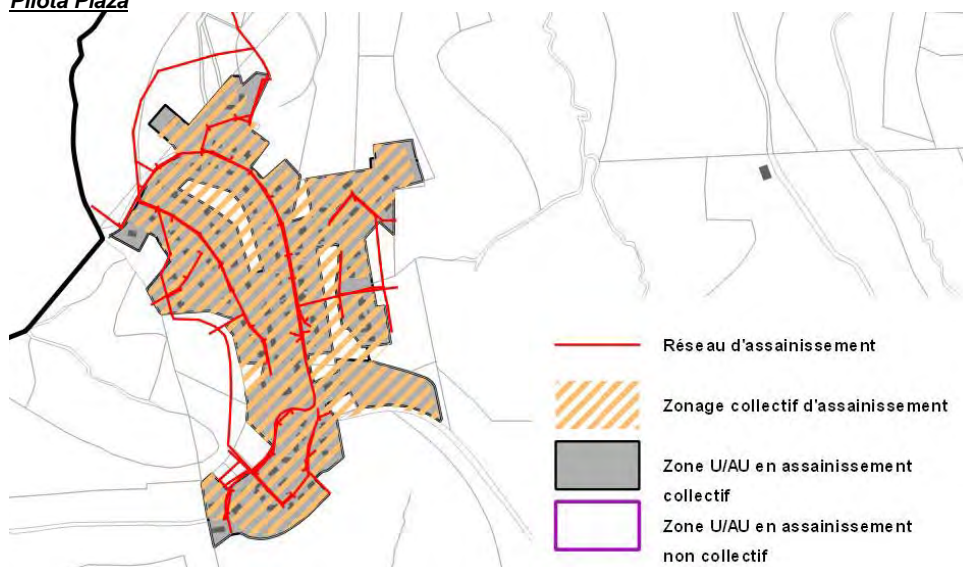 Pilota Plaza
Réseau d'assainissement
Zonage collectif d'assainissement
Zone U/AU en assainissement
collectif
Zone U/AU en assainissement
non collectif